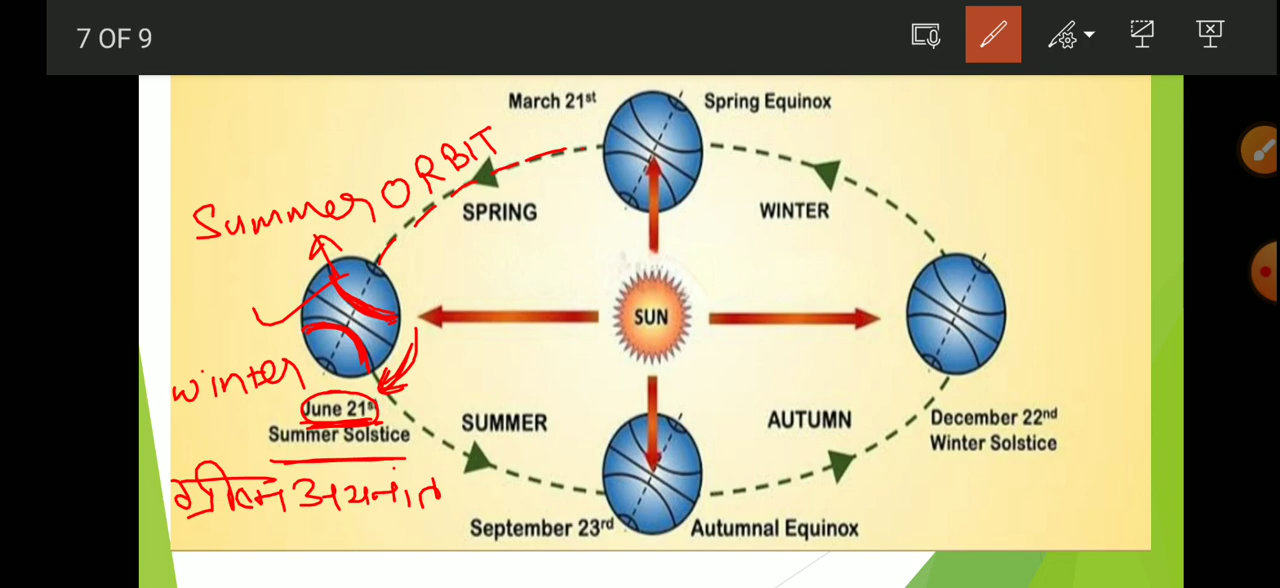 7 OF 9
March 21st
Spring Equinox
ORBIT
Summer
SPRING
WINTER
SUN
winter
June 21st
Summer Solstice
SUMMER
AUTUMN
December 22nd
Winter Solstice
September 23rd
Autumnal Equinox